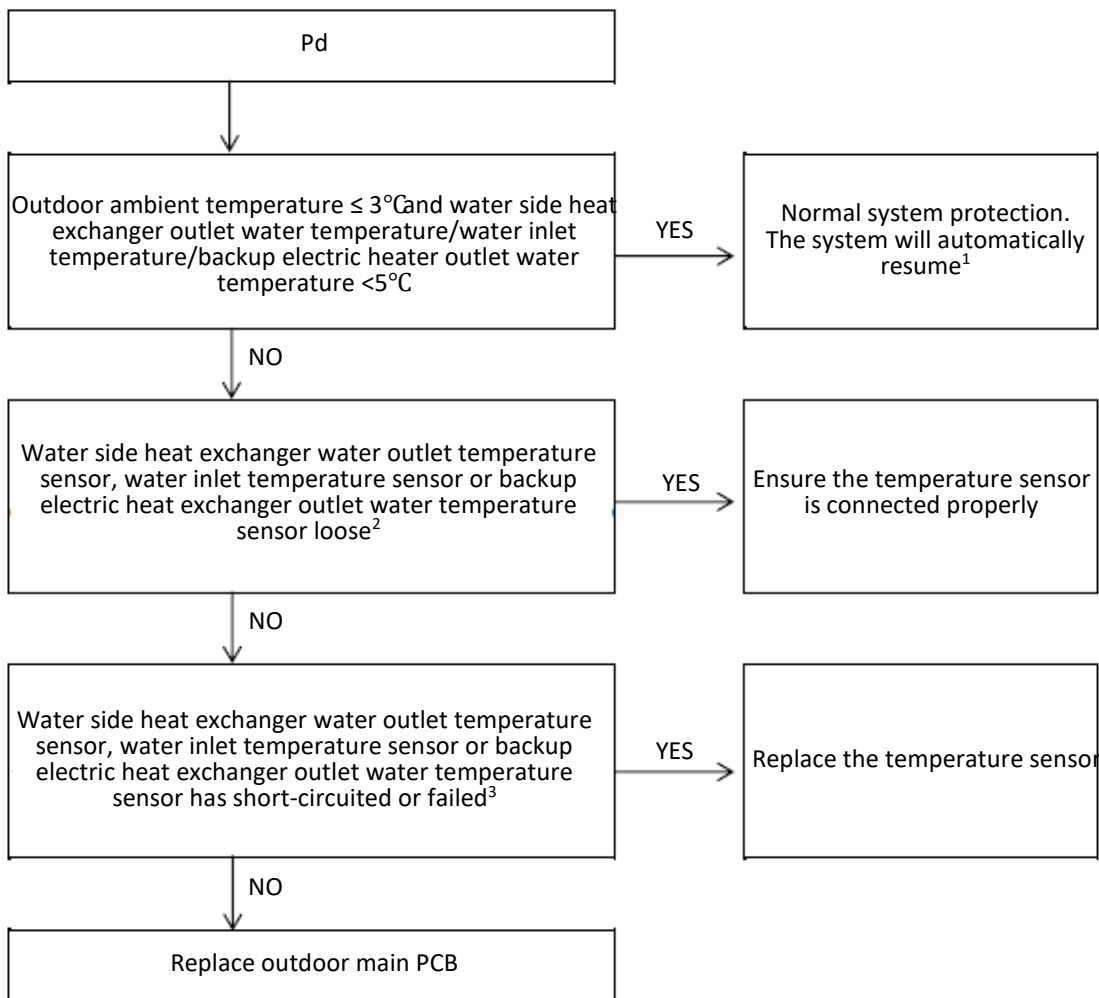 Pd
Outdoor ambient temperature ≤ 3℃and water side heat
exchanger outlet water temperature/water inlet
temperature/backup electric heater outlet water
temperature <5℃
YES
Normal system protection.
The system will automatically
resume¹
NO
Water side heat exchanger water outlet temperature
sensor, water inlet temperature sensor or backup
electric heat exchanger outlet water temperature
sensor loose²
YES
Ensure the temperature sensor
is connected properly
NO
Water side heat exchanger water outlet temperature
sensor, water inlet temperature sensor or backup
electric heat exchanger outlet water temperature
sensor has short-circuited or failed³
YES
Replace the temperature sensor
NO
Replace outdoor main PCB